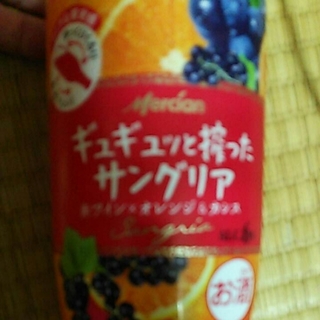 Mercian
ギュギュッと搾った
サングリア
赤ワイン×オレンジ&カシス
Sangria
お酒